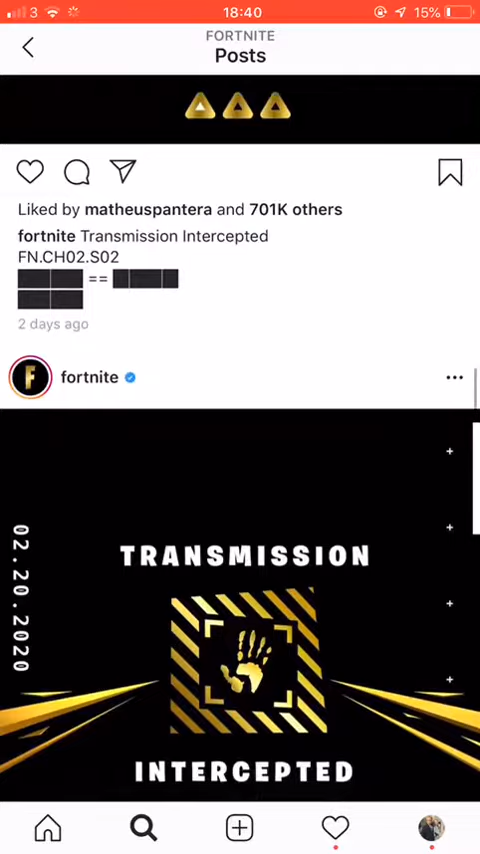 3
18:40
15%
FORTNITE
Posts
Liked by matheuspantera and 701K others
fortnite Transmission Intercepted
FN.CH02.S02
██ == ███
██
2 days ago
F
fortnite
02.20.2020
TRANSMISSION
INTERCEPTED